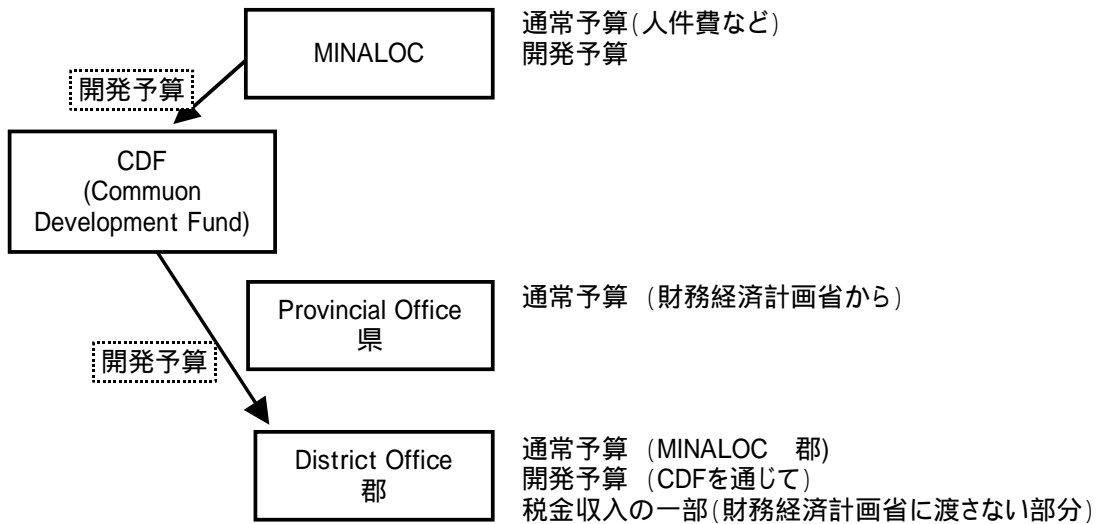 MINALOC
通常予算(人件費など)
開発予算
開発予算
CDF
(Commuon
Development Fund)
Provincial Office
県
通常予算 (財務経済計画省から)
開発予算
District Office
郡
通常予算 (MINALOC 郡)
開発予算 (CDFを通じて)
税金収入の一部(財務経済計画省に渡さない部分)